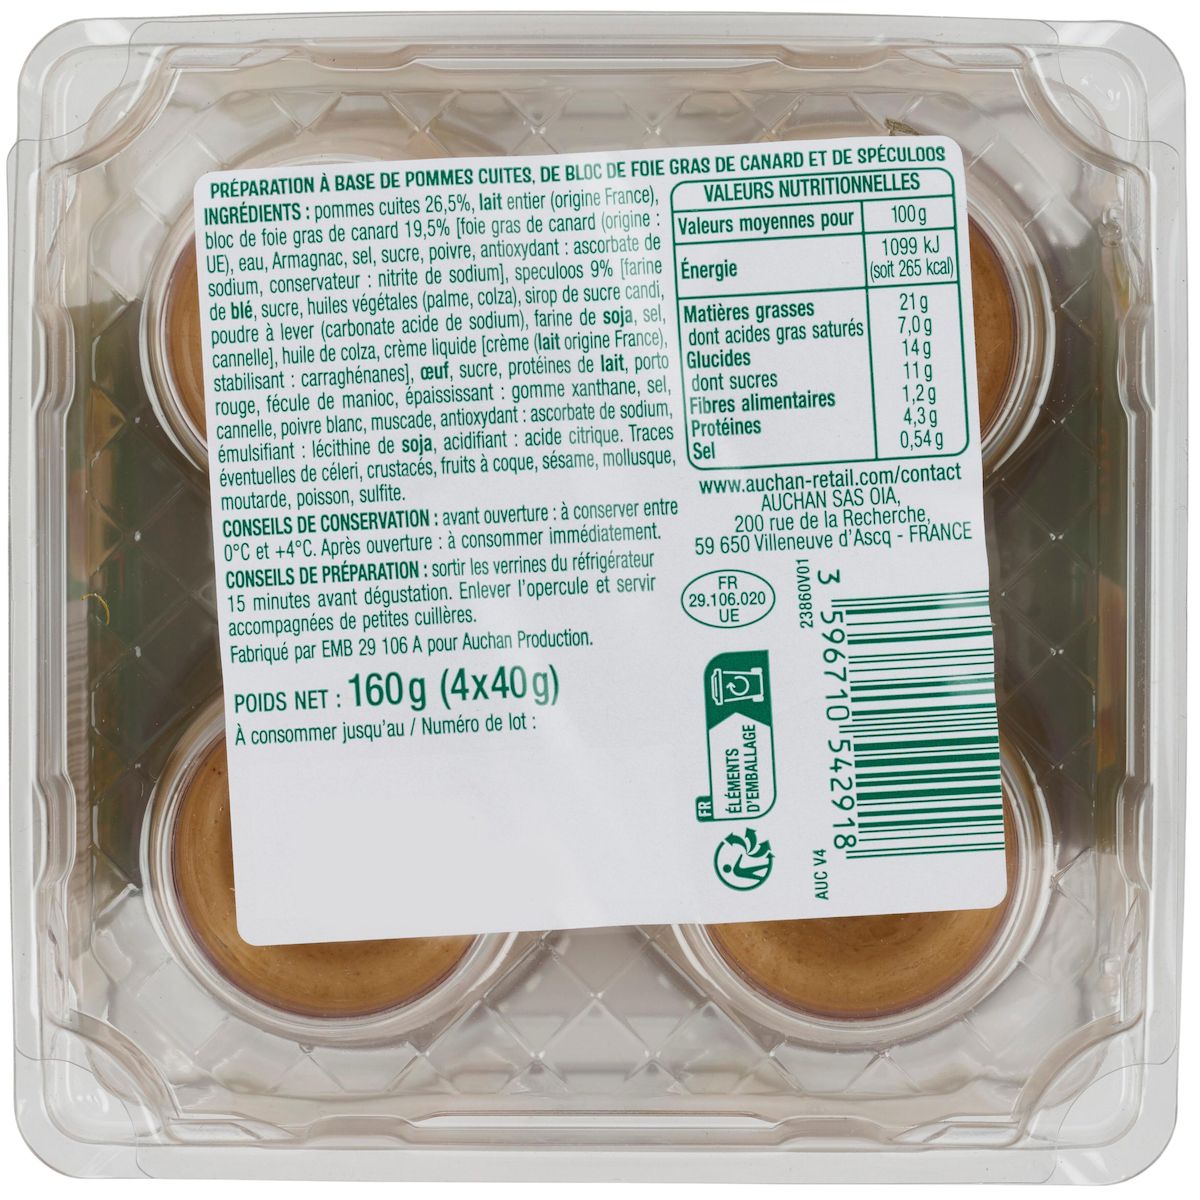 PRÉPARATION À BASE DE POMMES CUITES, DE BLOC DE FOIE GRAS DE CANARD ET DE SPÉCULOOS
INGRÉDIENTS : pommes cuites 26,5%, lait entier (origine France),
bloc de foie gras de canard 19,5% [foie gras de canard (origine :
UE), eau, Armagnac, sel, sucre, poivre, antioxydant : ascorbate de
sodium, conservateur : nitrite de sodium], speculoos 9% [farine
de blé, sucre, huiles végétales (palme, colza), sirop de sucre candi,
poudre à lever (carbonate acide de sodium), farine de soja, sel,
cannelle], huile de colza, crème liquide [crème (lait origine France),
stabilisant : carraghénanes], œuf, sucre, protéines de lait, porto
rouge, fécule de manioc, épaississant : gomme xanthane, sel,
cannelle, poivre blanc, muscade, antioxydant : ascorbate de sodium,
émulsifiant : lécithine de soja, acidifiant : acide citrique. Traces
éventuelles de céleri, crustacés, fruits à coque, sésame, mollusque,
moutarde, poisson, sulfite.
CONSEILS DE CONSERVATION : avant ouverture : à conserver entre
0°C et +4°C. Après ouverture : à consommer immédiatement.
CONSEILS DE PRÉPARATION : sortir les verrines du réfrigérateur
15 minutes avant dégustation. Enlever l'opercule et servir
accompagnées de petites cuillères.
Fabriqué par EMB 29 106 A pour Auchan Production.
POIDS NET : 160g (4x40g)
À consommer jusqu'au / Numéro de lot :
VALEURS NUTRITIONNELLES
Valeurs moyennes pour 100g
Énergie 1099 kJ
(soit 265 kcal)
Matières grasses 21g
dont acides gras saturés 7,0g
Glucides 14g
dont sucres 11g
Fibres alimentaires 1,2g
Protéines 4,3g
Sel 0,54g
www.auchan-retail.com/contact
AUCHAN SAS OIA,
200 rue de la Recherche,
59 650 Villeneuve d'Ascq - FRANCE
FR
29.106.020
UE
23860V01
3 596710 542918
AUC V4
FR
ÉLÉMENTS
D'EMBALLAGE